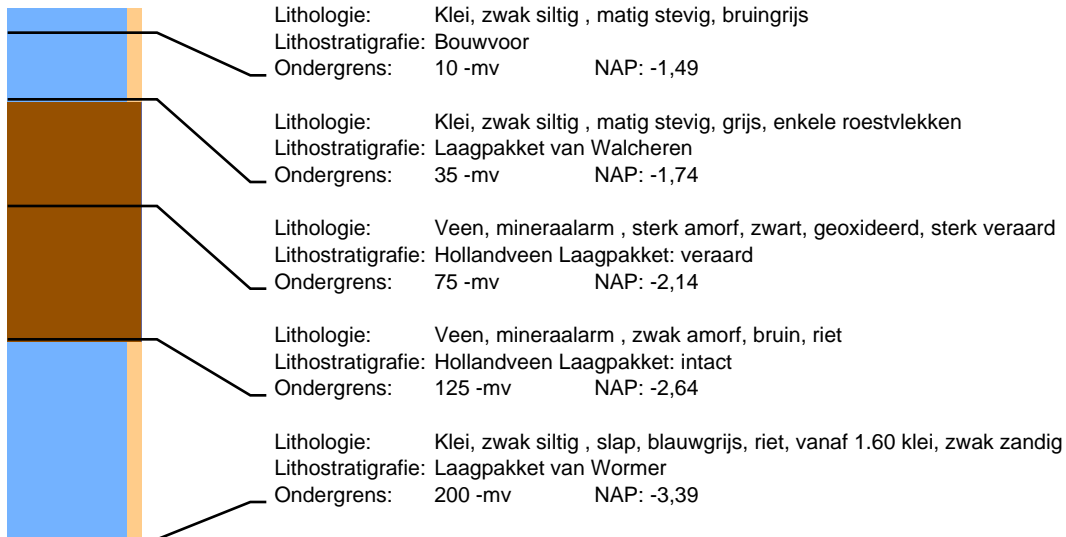 Lithologie: Klei, zwak siltig , matig stevig, bruingrijs
Lithostratigrafie: Bouwvoor
Ondergrens: 10 -mv NAP: -1,49
Lithologie: Klei, zwak siltig , matig stevig, grijs, enkele roestvlekken
Lithostratigrafie: Laagpakket van Walcheren
Ondergrens: 35 -mv NAP: -1,74
Lithologie: Veen, mineraalarm , sterk amorf, zwart, geoxideerd, sterk veraard
Lithostratigrafie: Hollandveen Laagpakket: veraard
Ondergrens: 75 -mv NAP: -2,14
Lithologie: Veen, mineraalarm , zwak amorf, bruin, riet
Lithostratigrafie: Hollandveen Laagpakket: intact
Ondergrens: 125 -mv NAP: -2,64
Lithologie: Klei, zwak siltig , slap, blauwgrijs, riet, vanaf 1.60 klei, zwak zandig
Lithostratigrafie: Laagpakket van Wormer
Ondergrens: 200 -mv NAP: -3,39